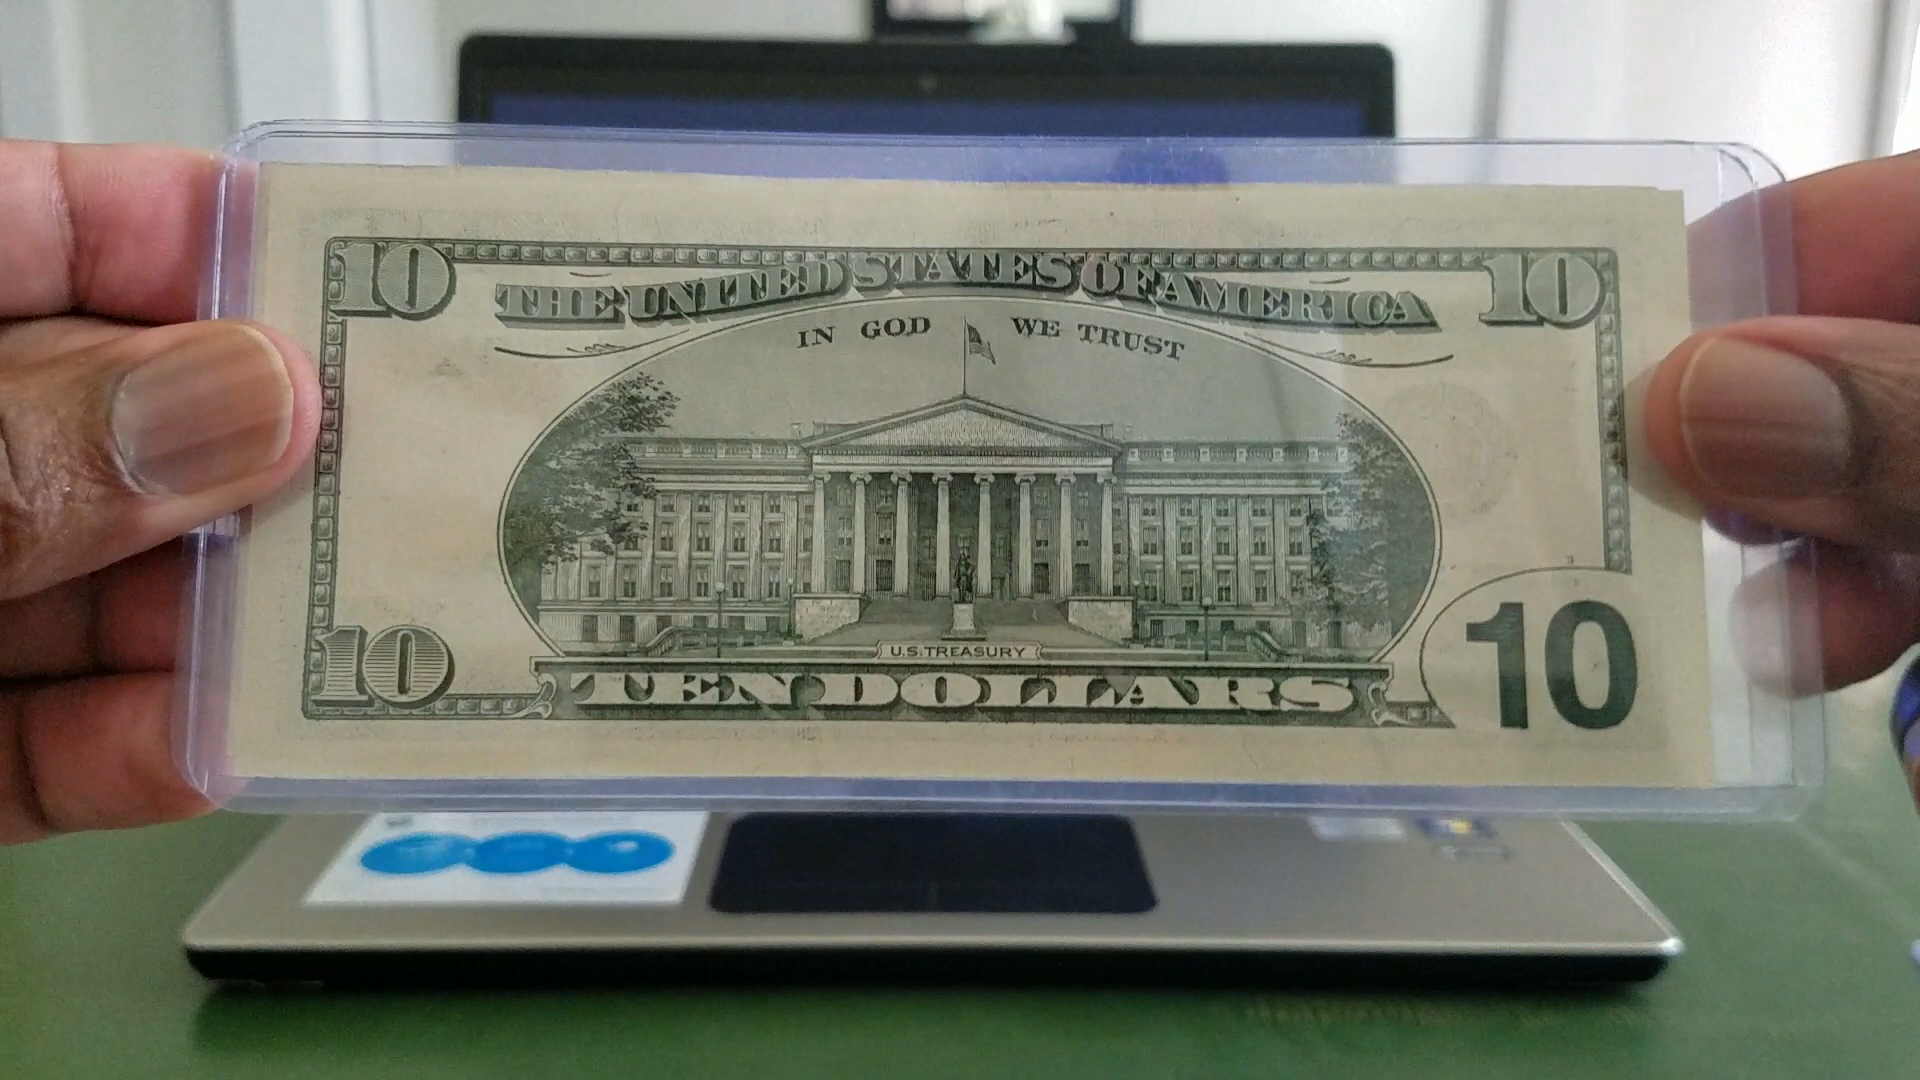 10 THE UNITED STATES OF AMERICA 10
IN GOD WE TRUST
U.S. TREASURY
10 TEN DOLLARS 10